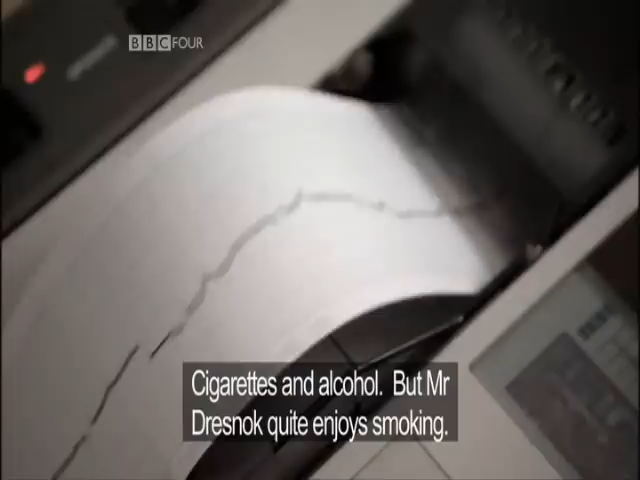 BBC FOUR
Cigarettes and alcohol. But Mr
Dresnok quite enjoys smoking.